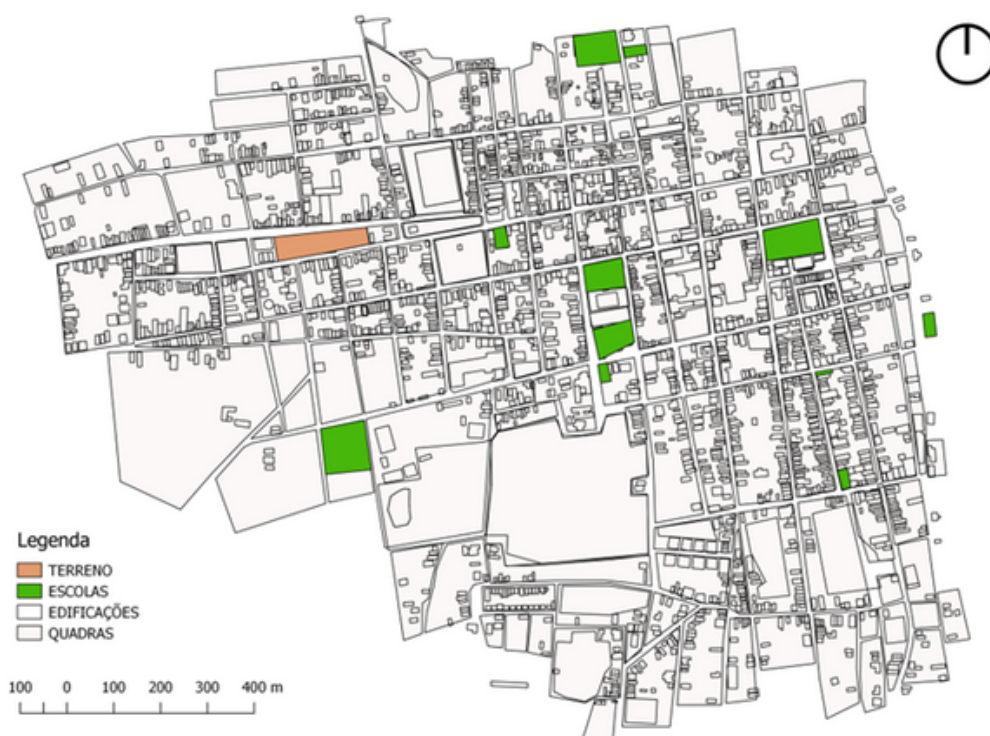 Legenda
TERRENO
ESCOLAS
EDIFICAÇÕES
QUADRAS
100 0 100 200 300 400 m